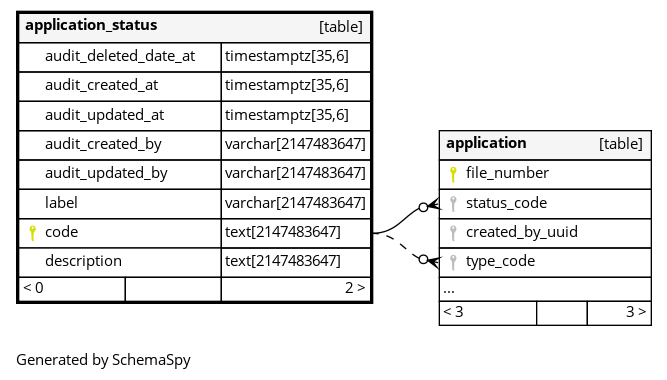 application_status [table]
audit_deleted_date_at timestamptz[35,6]
audit_created_at timestamptz[35,6]
audit_updated_at timestamptz[35,6]
audit_created_by varchar[2147483647]
audit_updated_by varchar[2147483647]
label varchar[2147483647]
code text[2147483647]
description text[2147483647]
< 0 2 >
application [table]
file_number
status_code
created_by_uuid
type_code
...
< 3 3 >
Generated by SchemaSpy